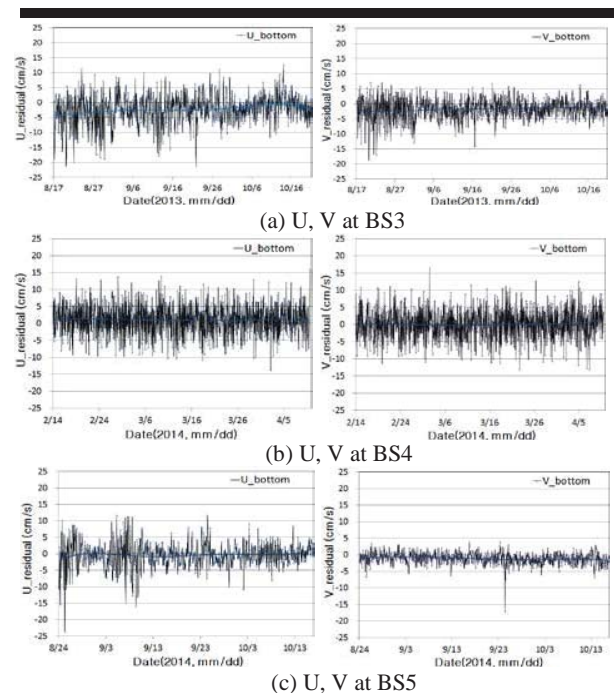 U_bottom
V_bottom
U_residual (cm/s)
V_residual (cm/s)
25
20
15
10
5
0
-5
-10
-15
-20
-25
25
20
15
10
5
0
-5
-10
-15
-20
-25
8/17 8/27 9/6 9/16 9/26 10/6 10/16
8/17 8/27 9/6 9/16 9/26 10/6 10/16
Date(2013, mm/dd)
Date(2013, mm/dd)
(a) U, V at BS3
U_bottom
V_bottom
U_residual (cm/s)
V_residual (cm/s)
25
20
15
10
5
0
-5
-10
-15
-20
-25
25
20
15
10
5
0
-5
-10
-15
-20
-25
2/14 2/24 3/6 3/16 3/26 4/5
2/14 2/24 3/6 3/16 3/26 4/5
Date(2014, mm/dd)
Date(2014, mm/dd)
(b) U, V at BS4
U_bottom
V_bottom
U_residual (cm/s)
V_residual (cm/s)
25
20
15
10
5
0
-5
-10
-15
-20
-25
25
20
15
10
5
0
-5
-10
-15
-20
-25
8/24 9/3 9/13 9/23 10/3 10/13
8/24 9/3 9/13 9/23 10/3 10/13
Date(2014, mm/dd)
Date(2014, mm/dd)
(c) U, V at BS5